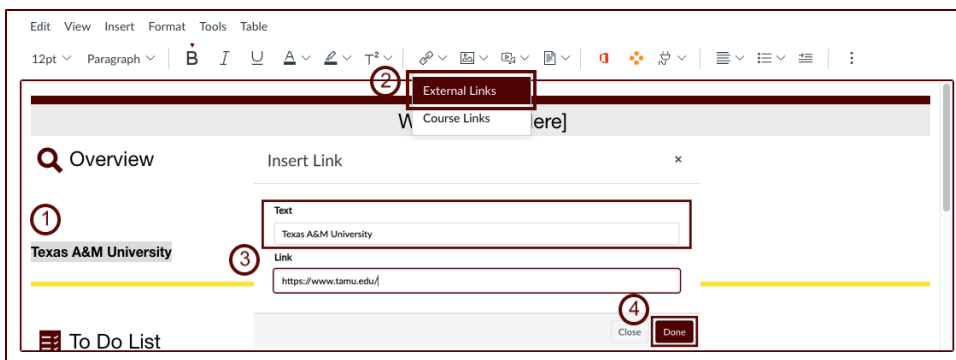 Edit View Insert Format Tools Table
12pt Paragraph B I U A T²
2
External Links
Course Links
W ere]
Overview
Insert Link ×
1
Text
Texas A&M University
Texas A&M University
3
Link
https://www.tamu.edu/
4
Close Done
To Do List